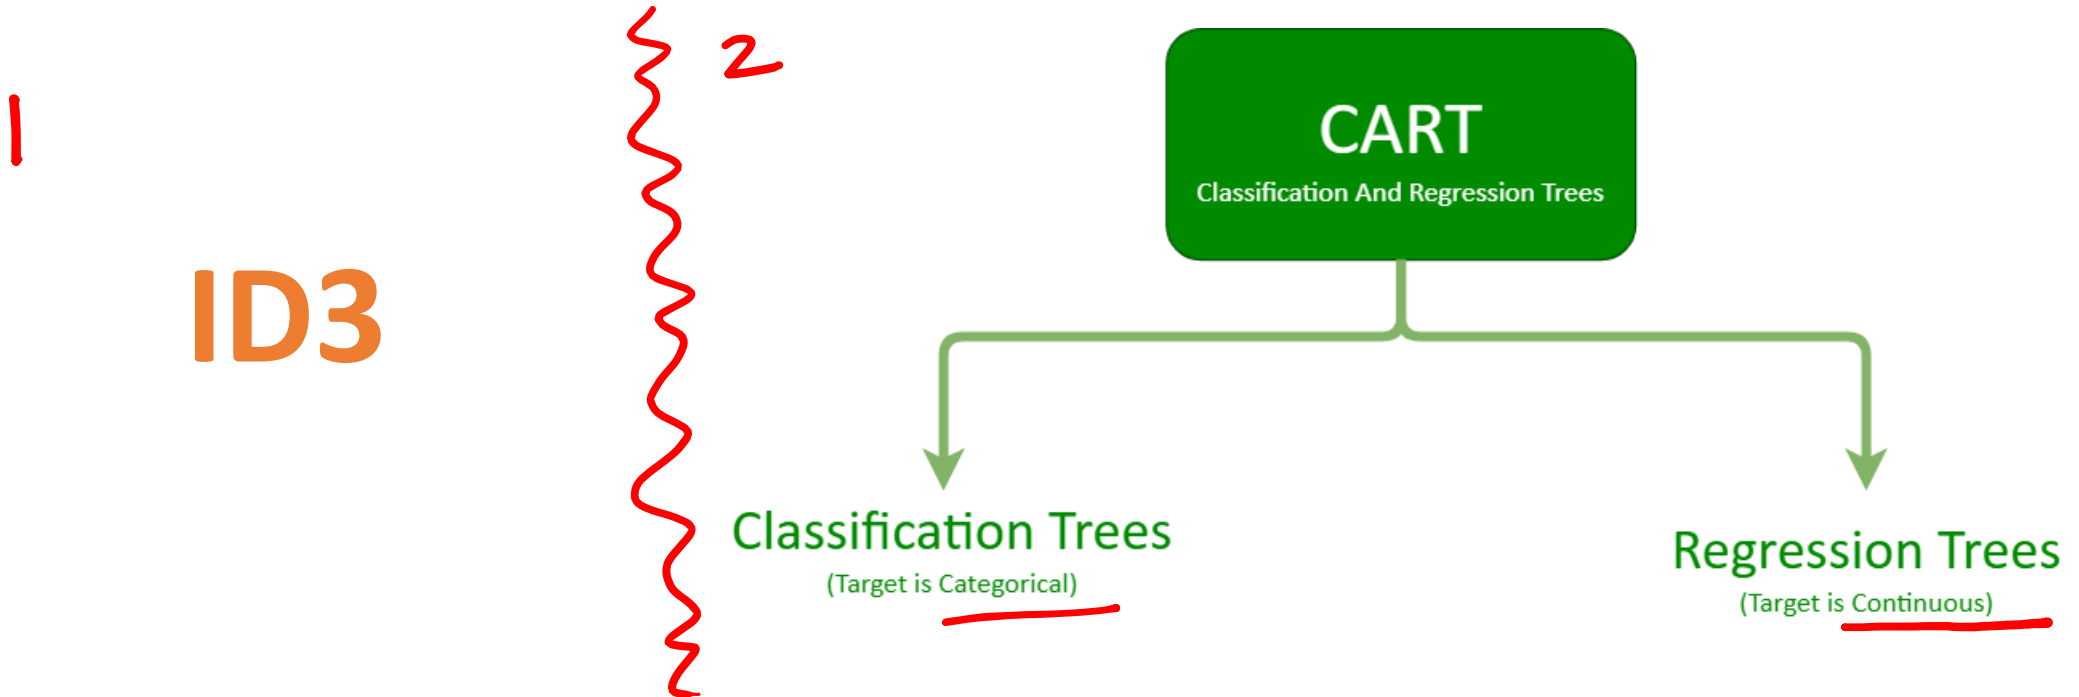 1
ID3
2
CART
Classification And Regression Trees
Classification Trees
(Target is Categorical)
Regression Trees
(Target is Continuous)